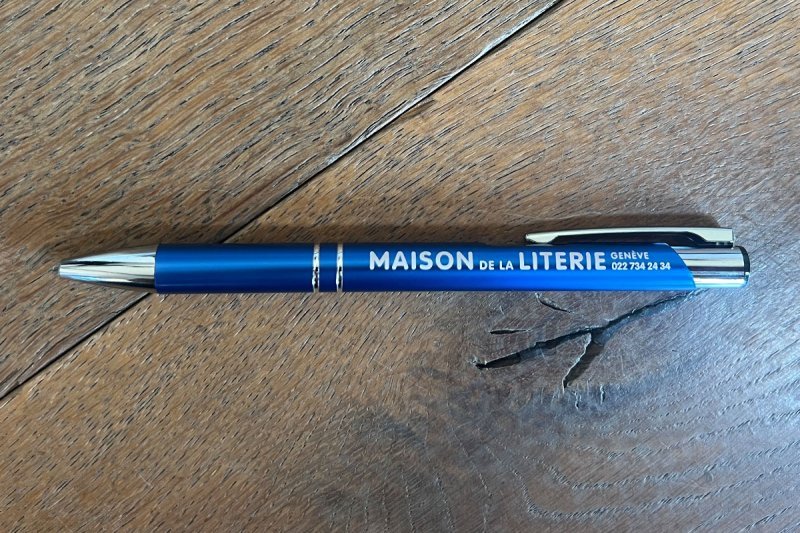 MAISON DE LA LITERIE GENÈVE
022 734 24 34